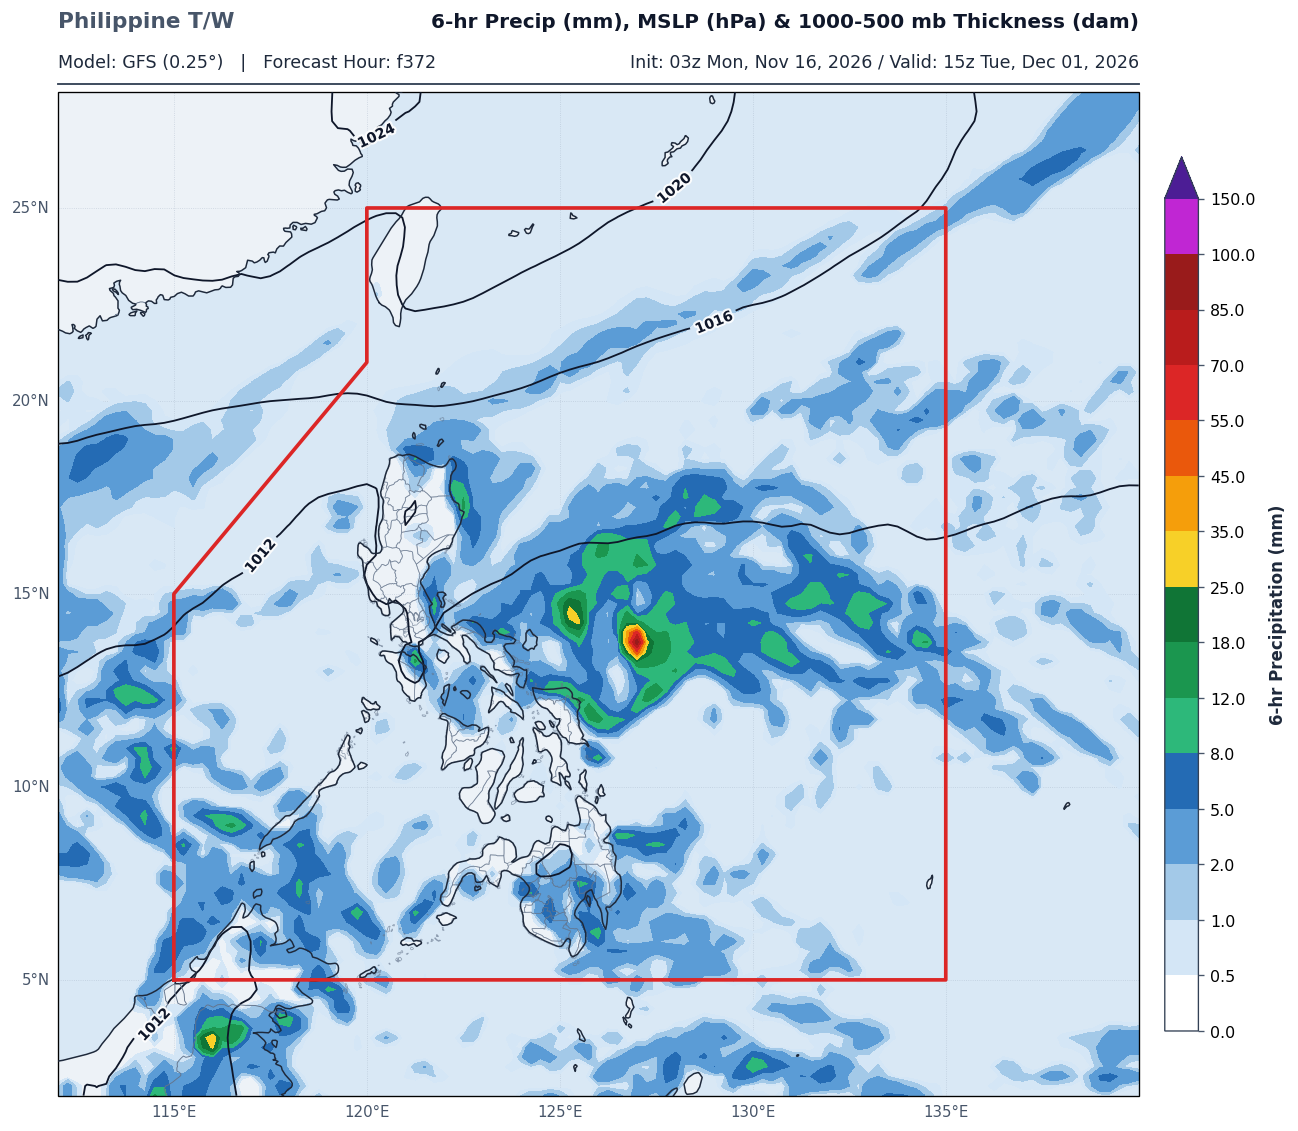 Philippine T/W
6-hr Precip (mm), MSLP (hPa) & 1000-500 mb Thickness (dam)
Model: GFS (0.25°) | Forecast Hour: f372
Init: 03z Mon, Nov 16, 2026 / Valid: 15z Tue, Dec 01, 2026
1024
1020
1016
1012
1012
25°N
20°N
15°N
10°N
5°N
115°E
120°E
125°E
130°E
135°E
150.0
100.0
85.0
70.0
55.0
45.0
35.0
25.0
18.0
12.0
8.0
5.0
2.0
1.0
0.5
0.0
6-hr Precipitation (mm)